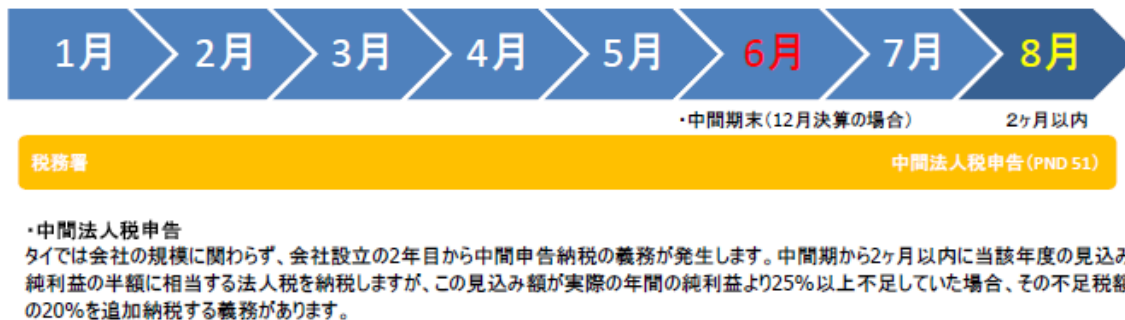 1月 2月 3月 4月 5月 6月 7月 8月
・中間期末(12月決算の場合) 2ヶ月以内
税務署 中間法人税申告(PND 51)
・中間法人税申告
タイでは会社の規模に関わらず、会社設立の2年目から中間申告納税の義務が発生します。中間期から2ヶ月以内に当該年度の見込み
純利益の半額に相当する法人税を納税しますが、この見込み額が実際の年間の純利益より25%以上不足していた場合、その不足税額
の20%を追加納税する義務があります。